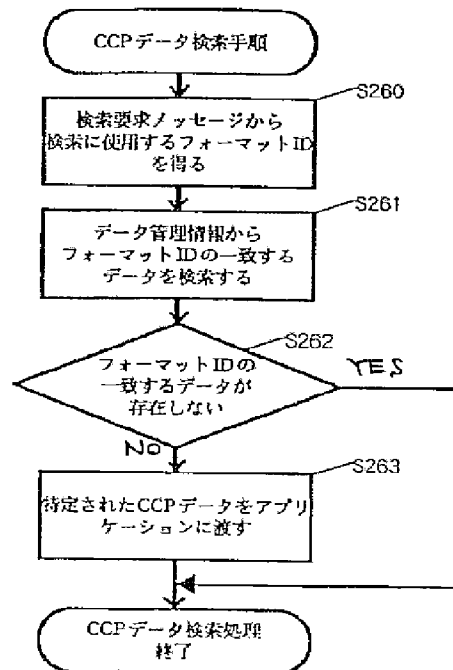 CCPデータ検索手順
S260
検索要求メッセージから
検索に使用するフォーマットID
を得る
S261
データ管理情報から
フォーマットIDの一致する
データを検索する
S262
フォーマットIDの
一致するデータが
存在しない
YES
NO
S263
特定されたCCPデータをアプリ
ケーションに渡す
CCPデータ検索処理
終了